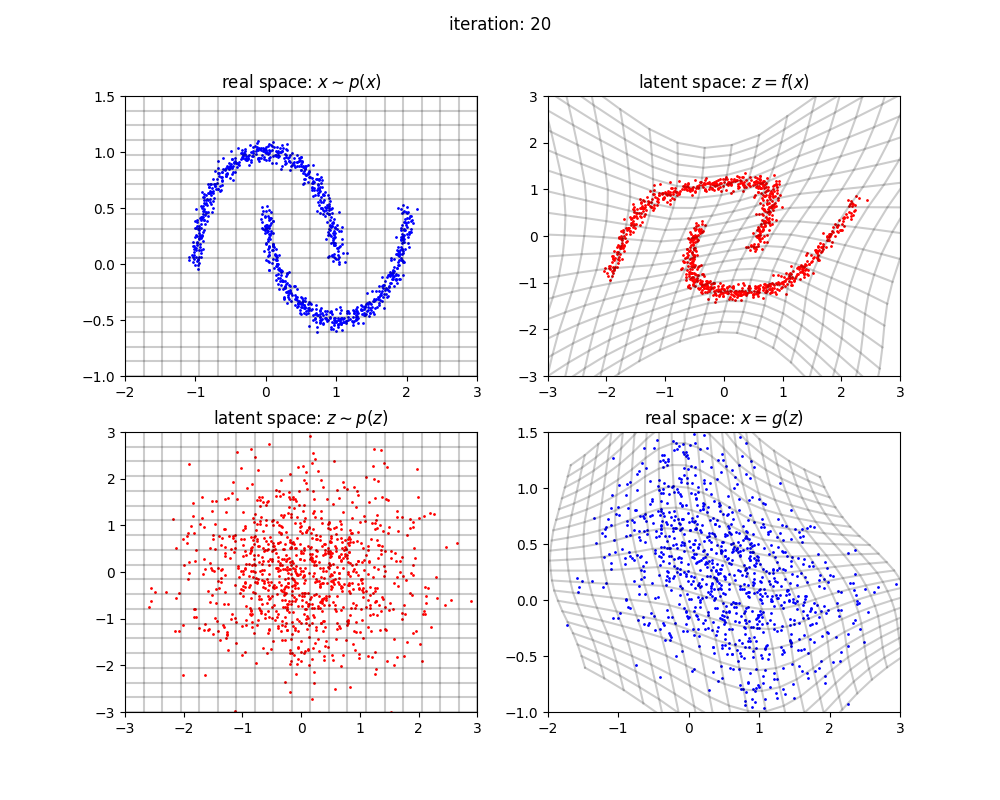 iteration: 20
real space: x ∼ p(x)
latent space: z = f(x)
1.5
1.0
0.5
0.0
−0.5
−1.0
−2 −1 0 1 2 3
3
2
1
0
−1
−2
−3
−3 −2 −1 0 1 2 3
latent space: z ∼ p(z)
real space: x = g(z)
3
2
1
0
−1
−2
−3
−3 −2 −1 0 1 2 3
1.5
1.0
0.5
0.0
−0.5
−1.0
−2 −1 0 1 2 3